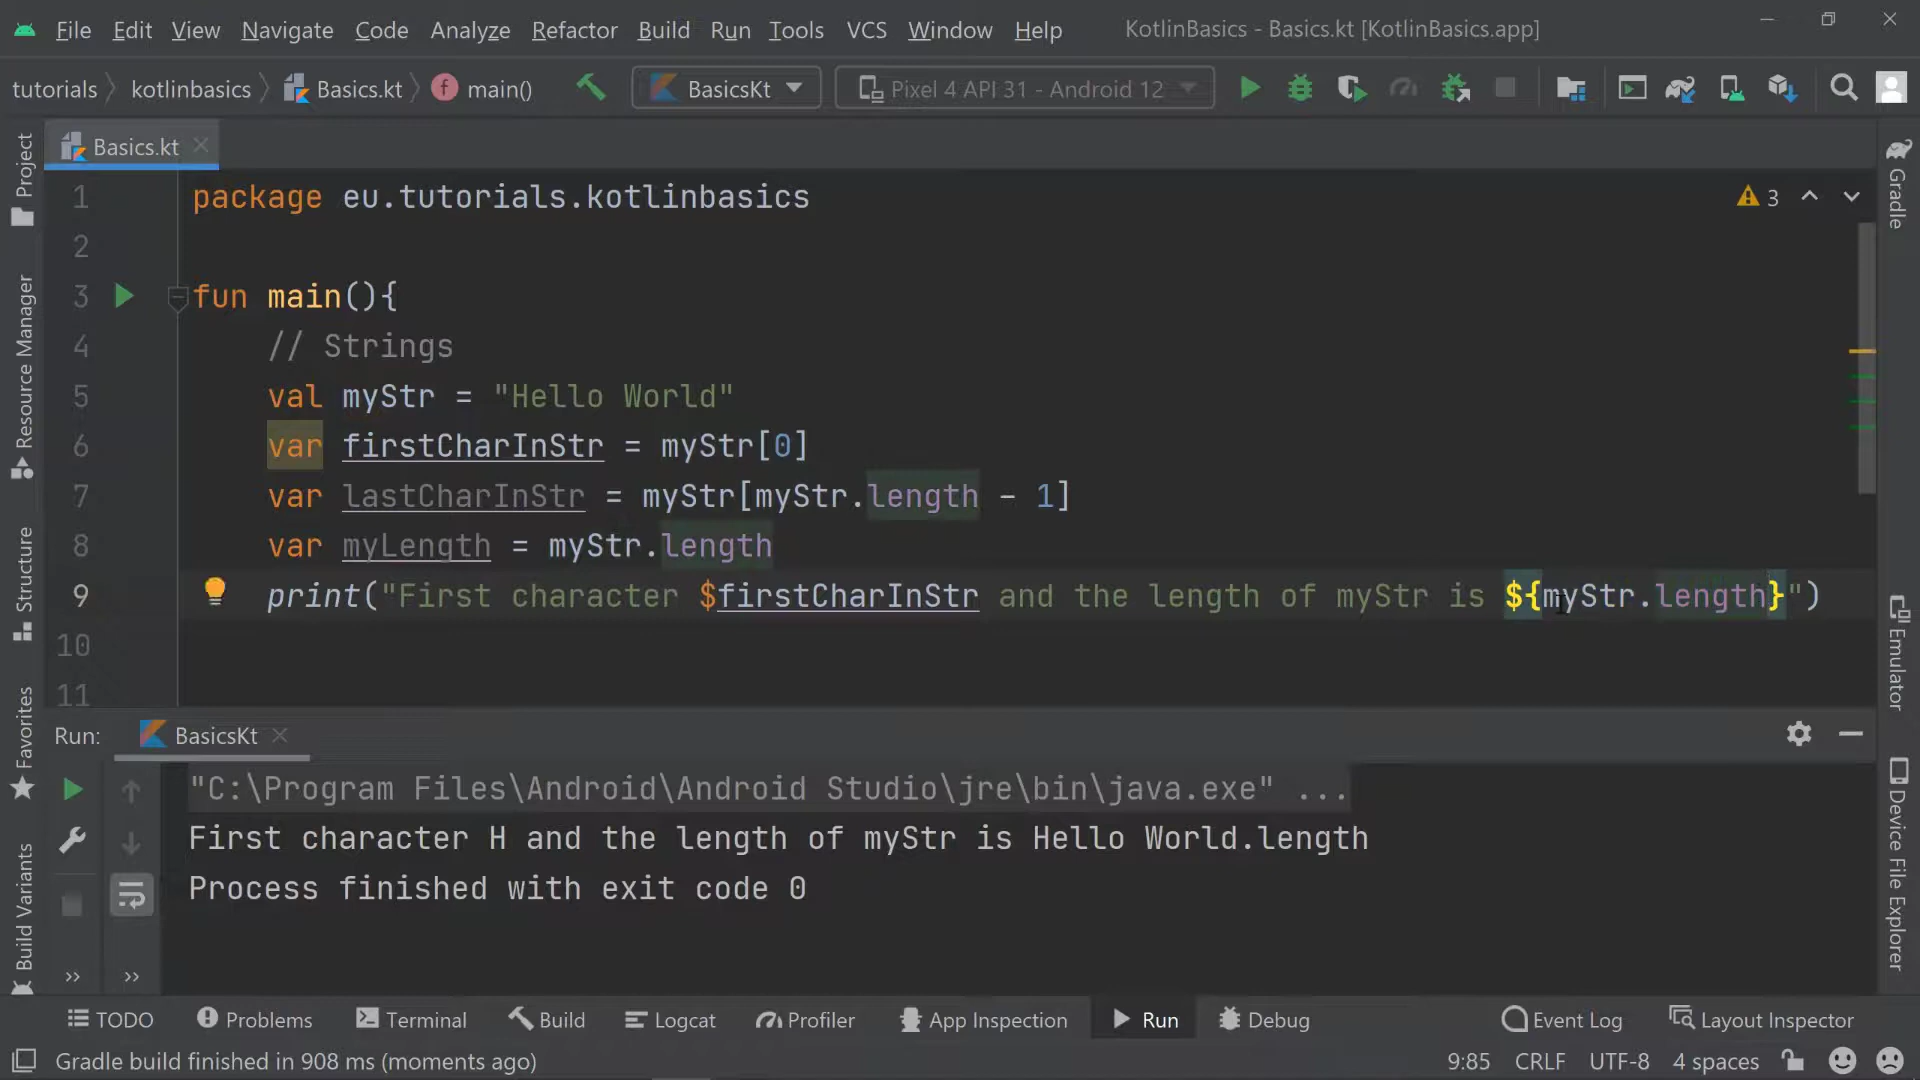 File Edit View Navigate Code Analyze Refactor Build Run Tools VCS Window Help KotlinBasics - Basics.kt [KotlinBasics.app]
tutorials kotlinbasics Basics.kt f main() BasicsKt Pixel 4 API 31 - Android 12
Basics.kt
1 package eu.tutorials.kotlinbasics
3
2
3 fun main(){
4 // Strings
5 val myStr = "Hello World"
6 var firstCharInStr = myStr[0]
7 var lastCharInStr = myStr[myStr.length - 1]
8 var myLength = myStr.length
9 print("First character $firstCharInStr and the length of myStr is ${myStr.length}")
10
11
Project
Resource Manager
Structure
Favorites
Build Variants
Gradle
Emulator
Device File Explorer
Run: BasicsKt
"C:\Program Files\Android\Android Studio\jre\bin\java.exe" ...
First character H and the length of myStr is Hello World.length
Process finished with exit code 0
TODO Problems Terminal Build Logcat Profiler App Inspection Run Debug Event Log Layout Inspector
Gradle build finished in 908 ms (moments ago) 9:85 CRLF UTF-8 4 spaces